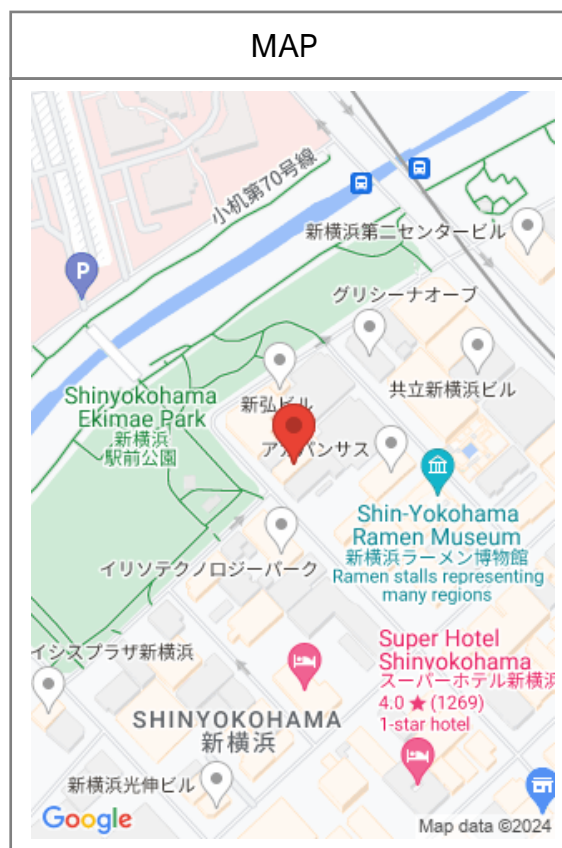 MAP
小机第70号線
新横浜第二センタービル
P
グリシーナオーブ
共立新横浜ビル
Shinyokohama
Ekimae Park
新横浜
駅前公園
新弘ビル
Shin-Yokohama
Ramen Museum
新横浜ラーメン博物館
Ramen stalls representing
many regions
イリソテクノロジーパーク
イシスプラザ新横浜
Super Hotel
Shinyokohama
スーパーホテル新横浜
4.0 ★ (1269)
1-star hotel
SHINYOKOHAMA
新横浜
新横浜光伸ビル
Google
Map data ©2024